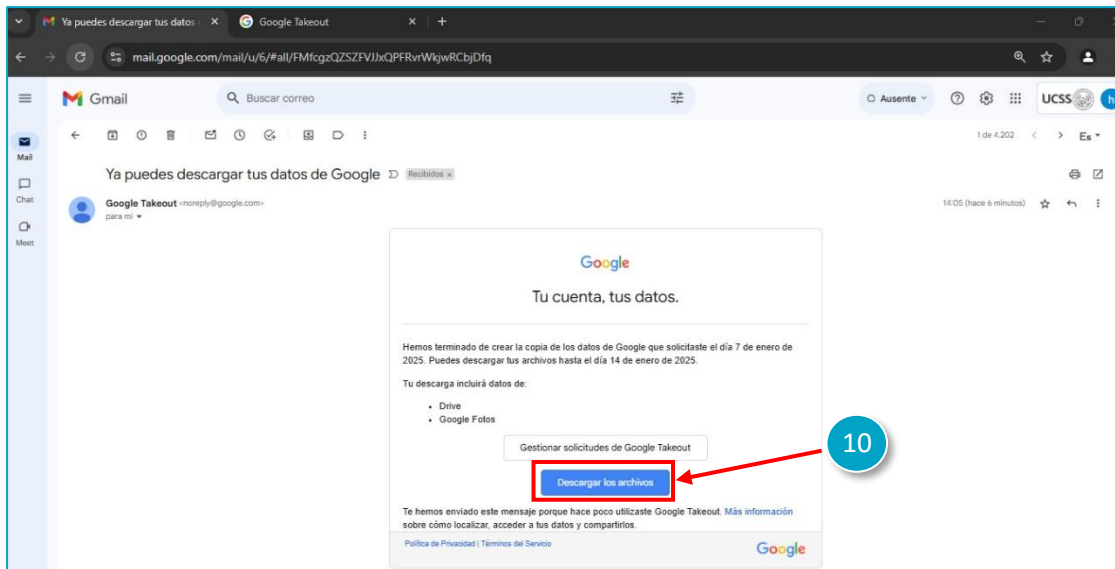 Ya puedes descargar tus datos
Google Takeout
mail.google.com/mail/u/6/#all/FMfcgzQZSZFVJJxQPFRvrWkjwRCbjDfq
Gmail
Buscar correo
Ausente
UCSS
h
1 de 4.202
Es
Mail
Chat
Meet
Ya puedes descargar tus datos de Google
Recibidos x
Google Takeout <noreply@google.com>
14:05 (hace 6 minutos)
para mí
Google
Tu cuenta, tus datos.
Hemos terminado de crear la copia de los datos de Google que solicitaste el día 7 de enero de
2025. Puedes descargar tus archivos hasta el día 14 de enero de 2025.
Tu descarga incluirá datos de:
• Drive
• Google Fotos
Gestionar solicitudes de Google Takeout
10
Descargar los archivos
Te hemos enviado este mensaje porque hace poco utilizaste Google Takeout. Más información
sobre cómo localizar, acceder a tus datos y compartirlos.
Política de Privacidad | Términos del Servicio
Google